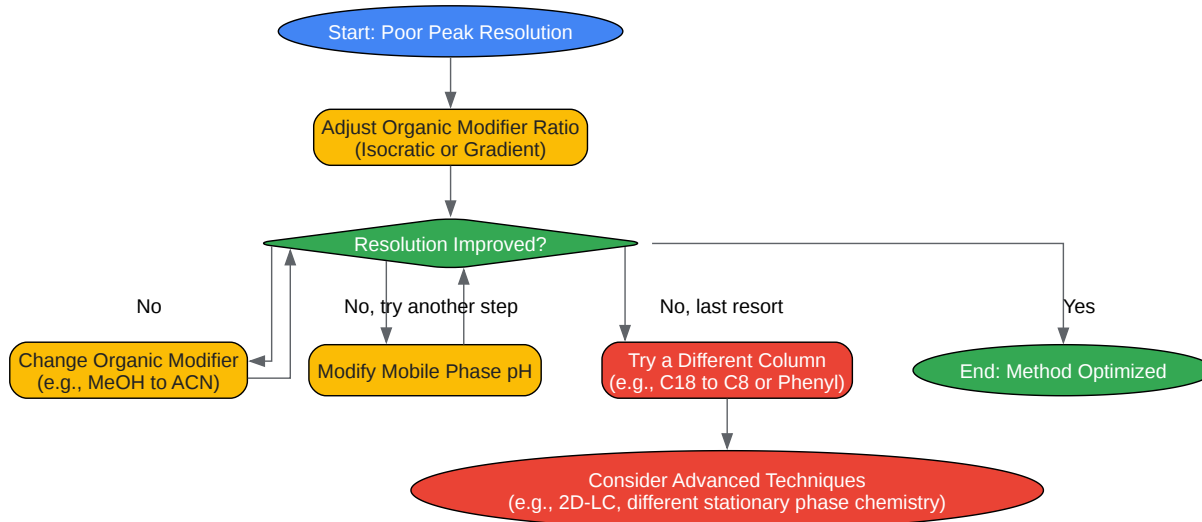 Start: Poor Peak Resolution
Adjust Organic Modifier Ratio
(Isocratic or Gradient)
Resolution Improved?
No
No, try another step
No, last resort
Yes
Change Organic Modifier
(e.g., MeOH to ACN)
Modify Mobile Phase pH
Try a Different Column
(e.g., C18 to C8 or Phenyl)
End: Method Optimized
Consider Advanced Techniques
(e.g., 2D-LC, different stationary phase chemistry)